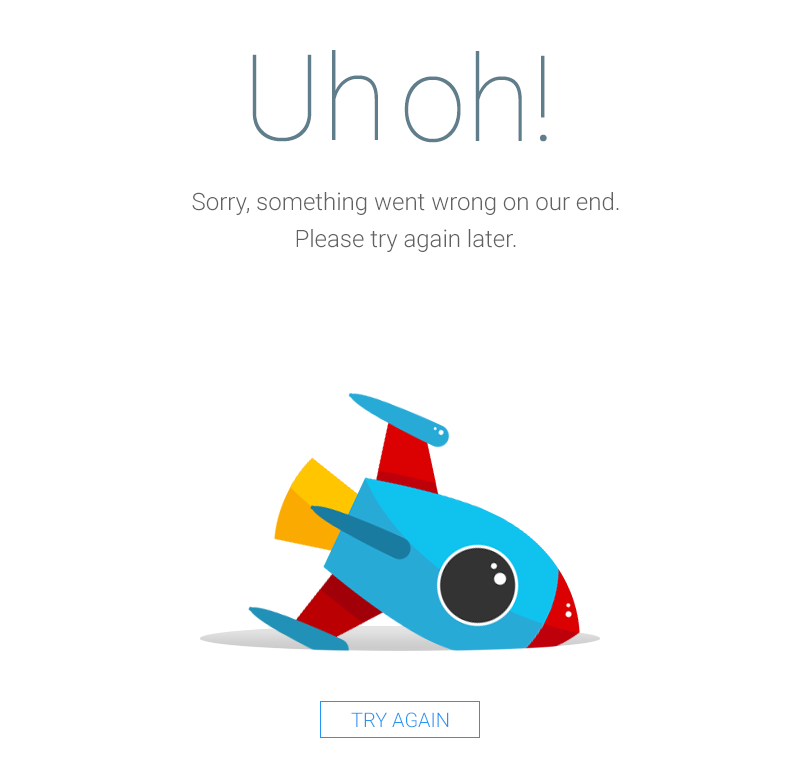 Uh oh!
Sorry, something went wrong on our end.
Please try again later.
TRY AGAIN